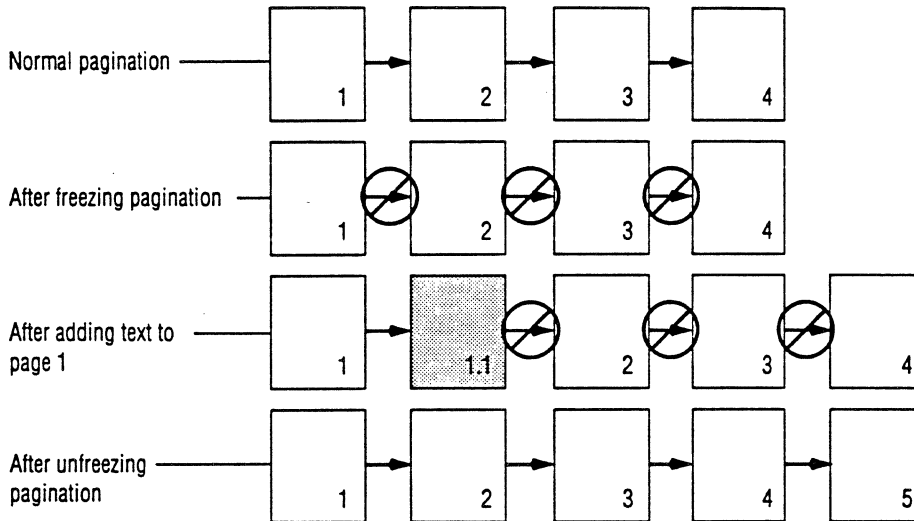 Normal pagination
1 2 3 4
After freezing pagination
1 2 3 4
After adding text to
page 1
1 1.1 2 3 4
After unfreezing
pagination
1 2 3 4 5